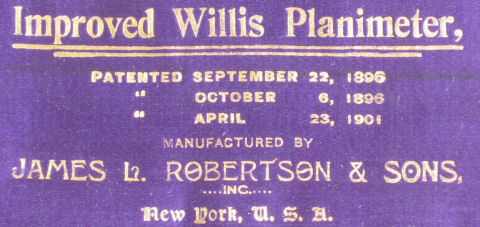 Improved Willis Planimeter,
PATENTED SEPTEMBER 22, 1896
" OCTOBER 6, 1896
" APRIL 23, 1901
MANUFACTURED BY
JAMES L. ROBERTSON & SONS,
....INC....
New York, U. S. A.